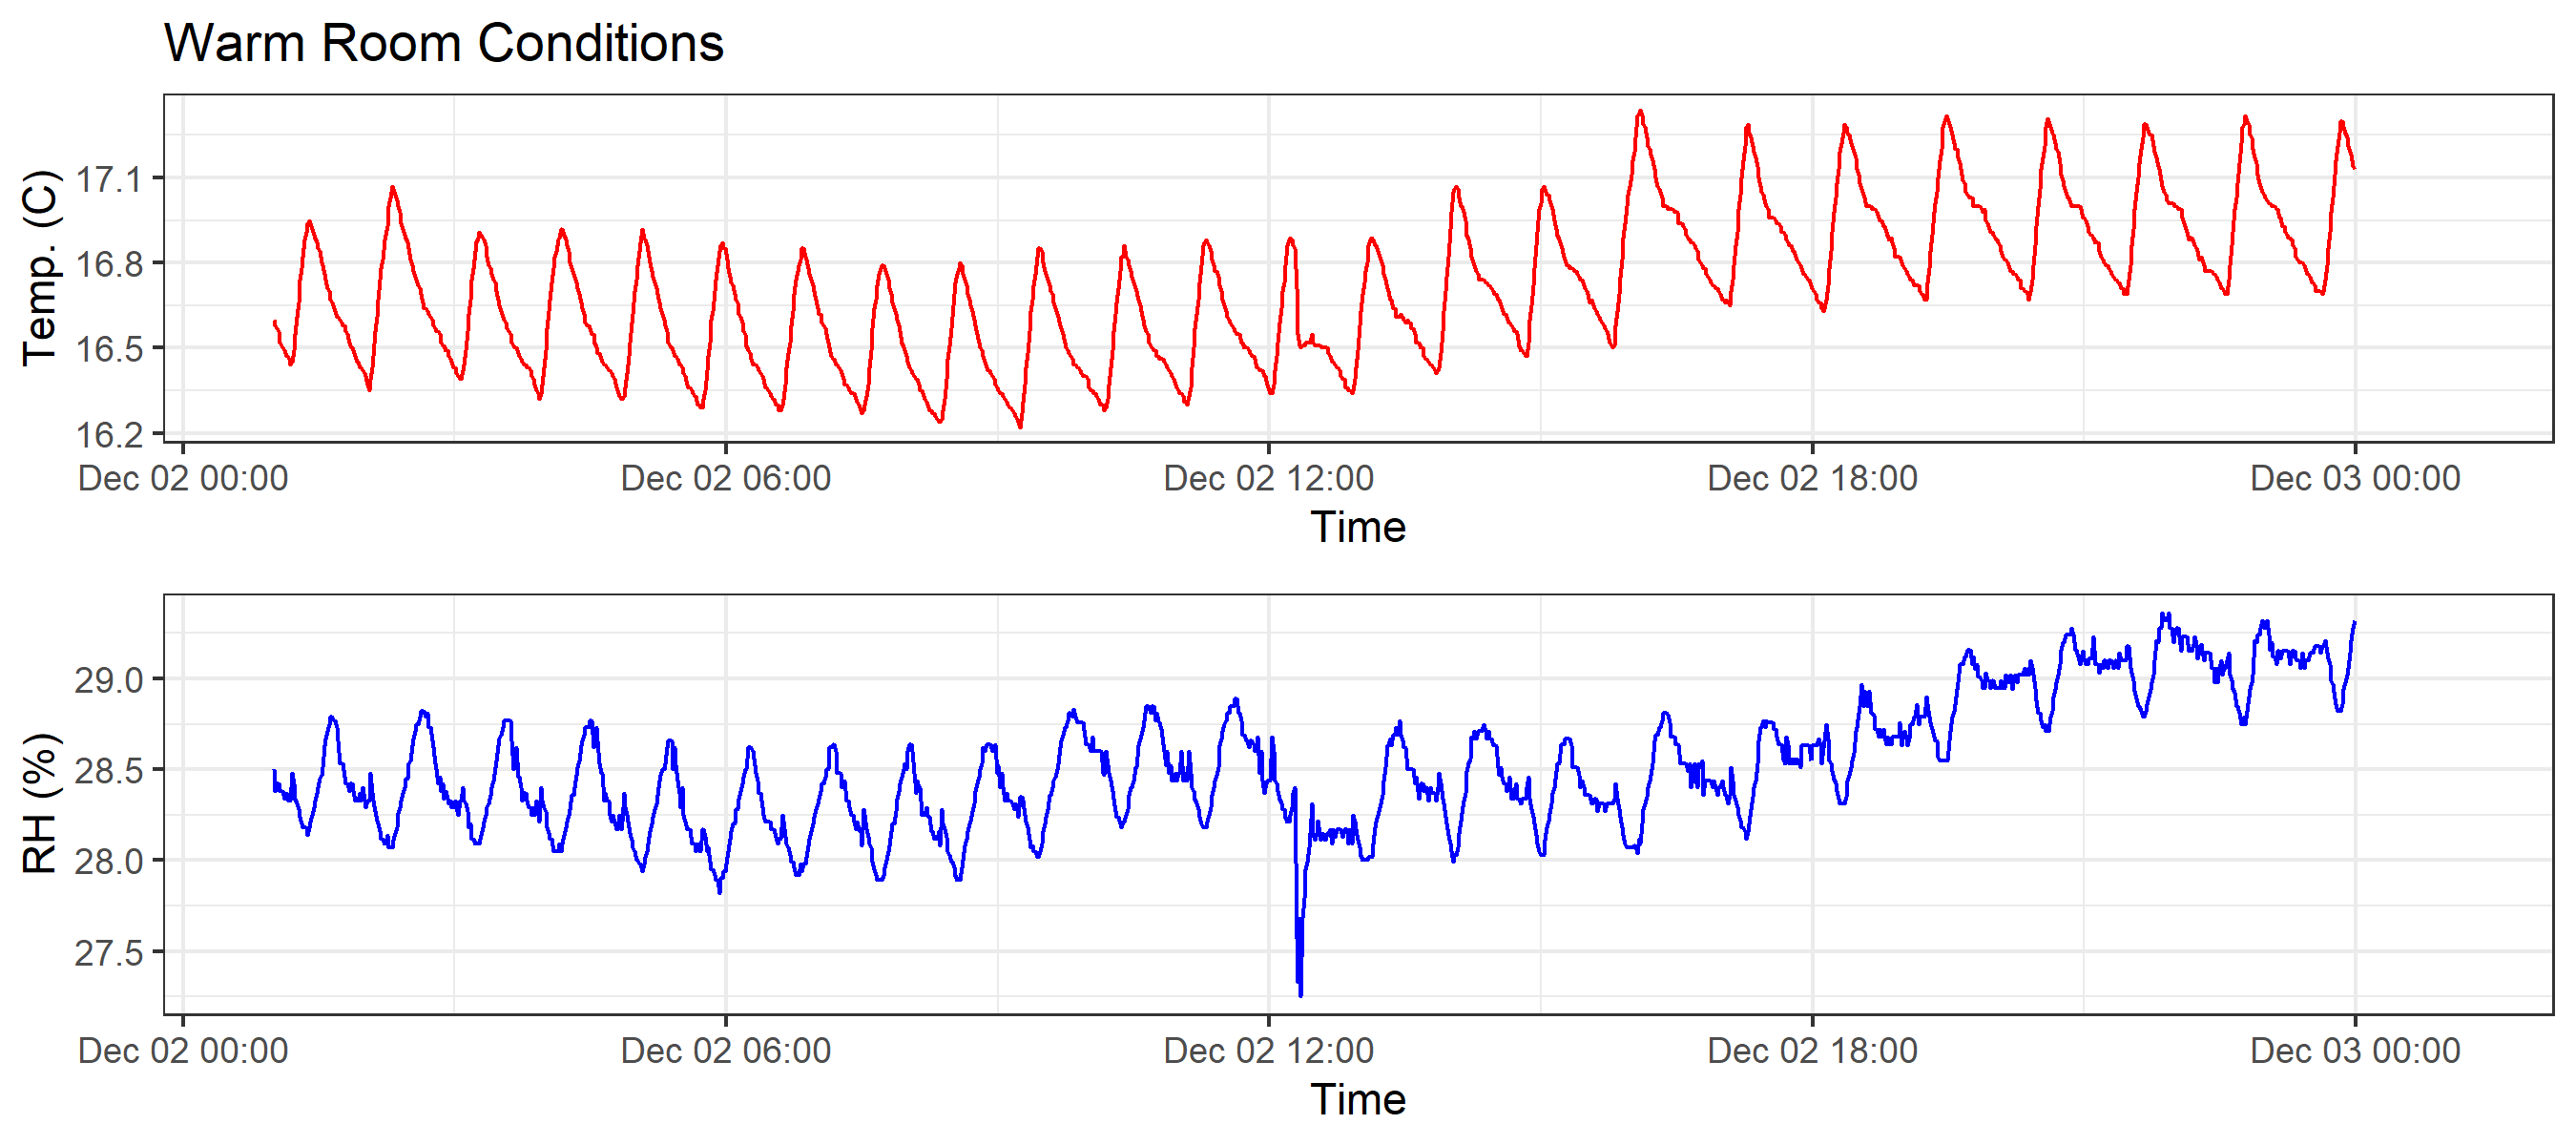 Warm Room Conditions
Temp. (C)
17.1
16.8
16.5
16.2
Dec 02 00:00 Dec 02 06:00 Dec 02 12:00 Dec 02 18:00 Dec 03 00:00
Time
RH (%)
29.0
28.5
28.0
27.5
Dec 02 00:00 Dec 02 06:00 Dec 02 12:00 Dec 02 18:00 Dec 03 00:00
Time